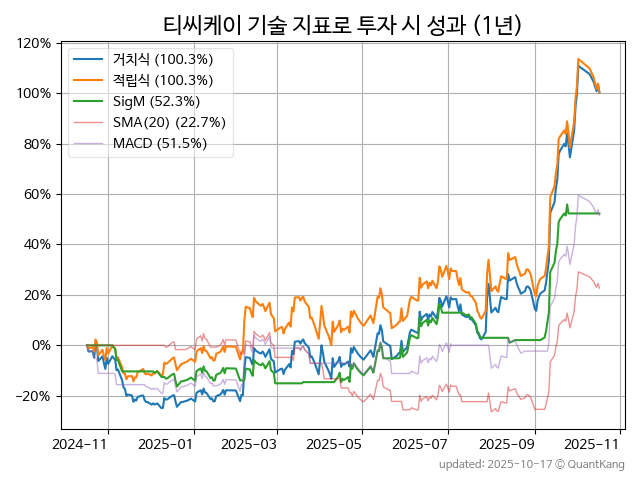 티씨케이 기술 지표로 투자 시 성과 (1년)
거치식 (100.3%)
적립식 (100.3%)
SigM (52.3%)
SMA(20) (22.7%)
MACD (51.5%)
120%
100%
80%
60%
40%
20%
0%
−20%
2024-11 2025-01 2025-03 2025-05 2025-07 2025-09 2025-11
updated: 2025-10-17 © QuantKang